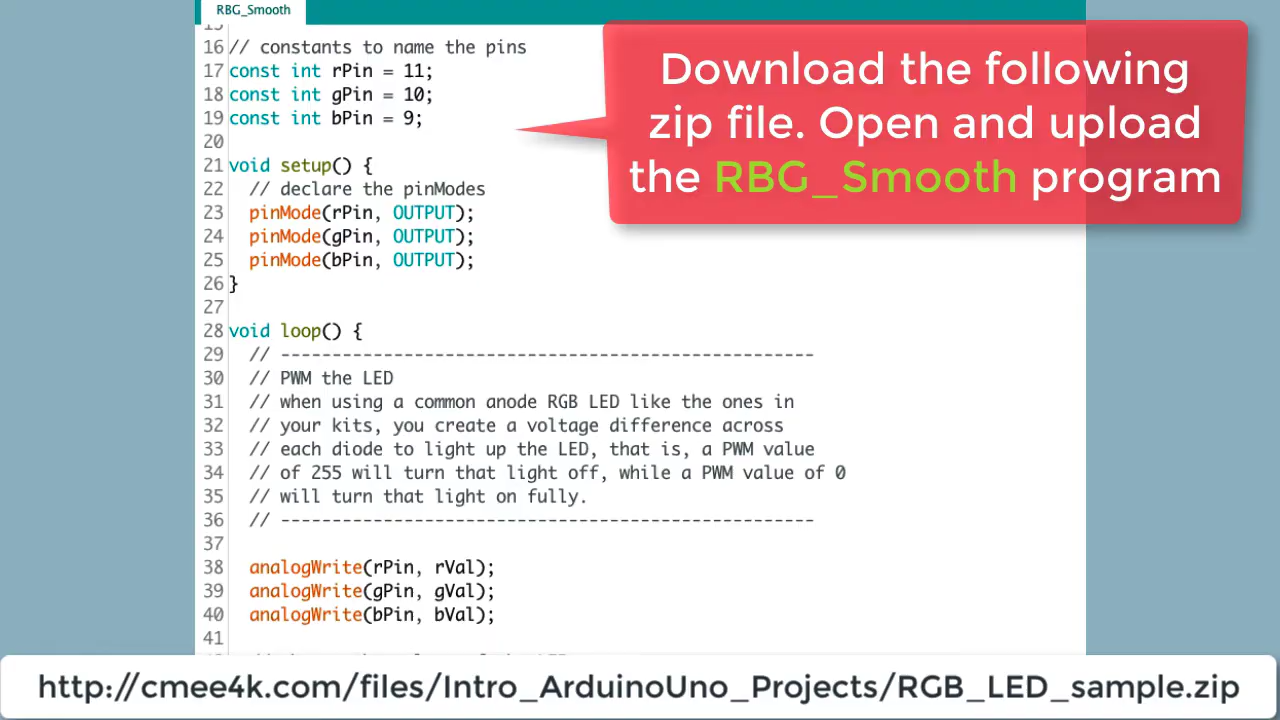 RBG_Smooth
15
16 // constants to name the pins
17 const int rPin = 11;
18 const int gPin = 10;
19 const int bPin = 9;
20
21 void setup() {
22 // declare the pinModes
23 pinMode(rPin, OUTPUT);
24 pinMode(gPin, OUTPUT);
25 pinMode(bPin, OUTPUT);
26 }
27
28 void loop() {
29 // ----------------------------------------------------
30 // PWM the LED
31 // when using a common anode RGB LED like the ones in
32 // your kits, you create a voltage difference across
33 // each diode to light up the LED, that is, a PWM value
34 // of 255 will turn that light off, while a PWM value of 0
35 // will turn that light on fully.
36 // ----------------------------------------------------
37
38 analogWrite(rPin, rVal);
39 analogWrite(gPin, gVal);
40 analogWrite(bPin, bVal);
41
Download the following
zip file. Open and upload
the RBG_Smooth program
http://cmee4k.com/files/Intro_ArduinoUno_Projects/RGB_LED_sample.zip